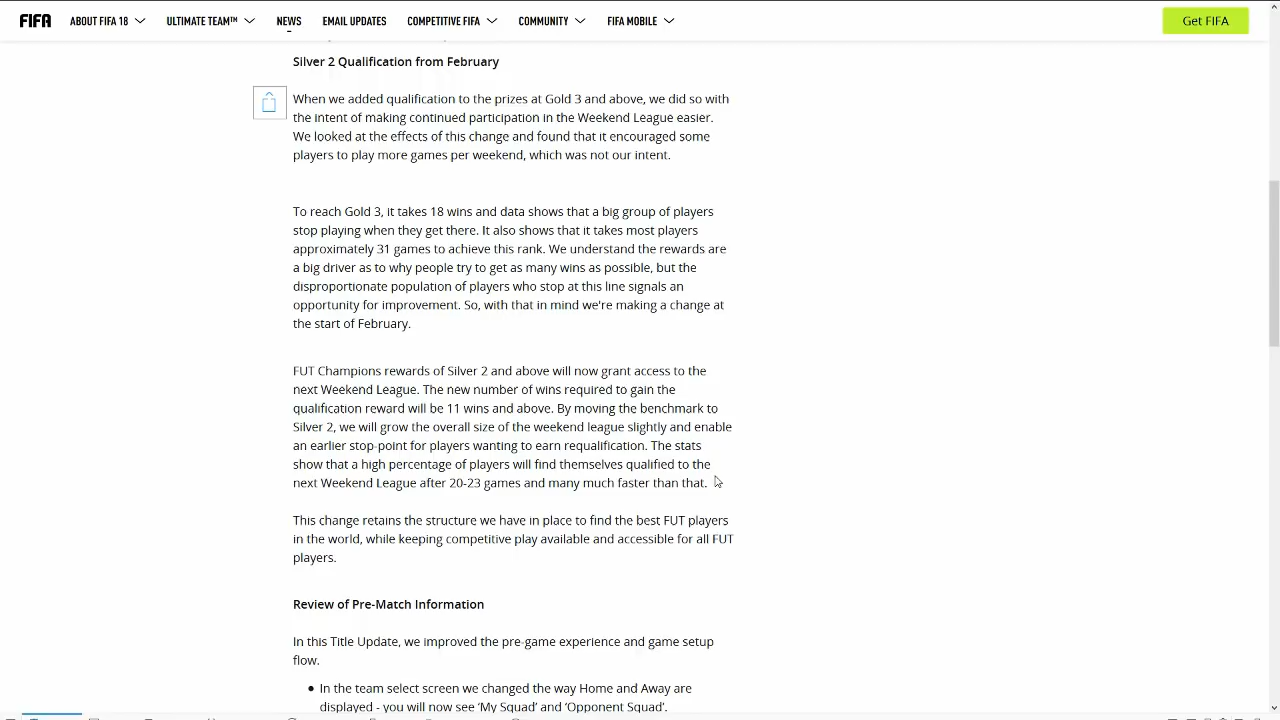 FIFA ABOUT FIFA 18 ULTIMATE TEAM™ NEWS EMAIL UPDATES COMPETITIVE FIFA COMMUNITY FIFA MOBILE Get FIFA
Silver 2 Qualification from February
When we added qualification to the prizes at Gold 3 and above, we did so with
the intent of making continued participation in the Weekend League easier.
We looked at the effects of this change and found that it encouraged some
players to play more games per weekend, which was not our intent.
To reach Gold 3, it takes 18 wins and data shows that a big group of players
stop playing when they get there. It also shows that it takes most players
approximately 31 games to achieve this rank. We understand the rewards are
a big driver as to why people try to get as many wins as possible, but the
disproportionate population of players who stop at this line signals an
opportunity for improvement. So, with that in mind we're making a change at
the start of February.
FUT Champions rewards of Silver 2 and above will now grant access to the
next Weekend League. The new number of wins required to gain the
qualification reward will be 11 wins and above. By moving the benchmark to
Silver 2, we will grow the overall size of the weekend league slightly and enable
an earlier stop-point for players wanting to earn requalification. The stats
show that a high percentage of players will find themselves qualified to the
next Weekend League after 20-23 games and many much faster than that.
This change retains the structure we have in place to find the best FUT players
in the world, while keeping competitive play available and accessible for all FUT
players.
Review of Pre-Match Information
In this Title Update, we improved the pre-game experience and game setup
flow.
• In the team select screen we changed the way Home and Away are
displayed - you will now see ‘My Squad’ and ‘Opponent Squad’.